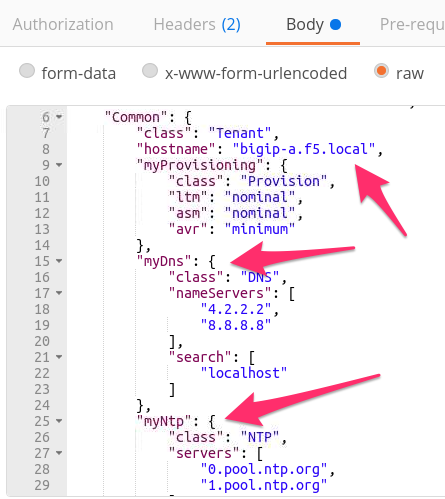 Authorization Headers (2) Body Pre-requ
form-data x-www-form-urlencoded raw
6 "Common": {
7 "class": "Tenant",
8 "hostname": "bigip-a.f5.local",
9 "myProvisioning": {
10 "class": "Provision",
11 "ltm": "nominal",
12 "asm": "nominal",
13 "avr": "minimum"
14 },
15 "myDns": {
16 "class": "DNS",
17 "nameServers": [
18 "4.2.2.2",
19 "8.8.8.8"
20 ],
21 "search": [
22 "localhost"
23 ]
24 },
25 "myNtp": {
26 "class": "NTP",
27 "servers": [
28 "0.pool.ntp.org",
29 "1.pool.ntp.org"